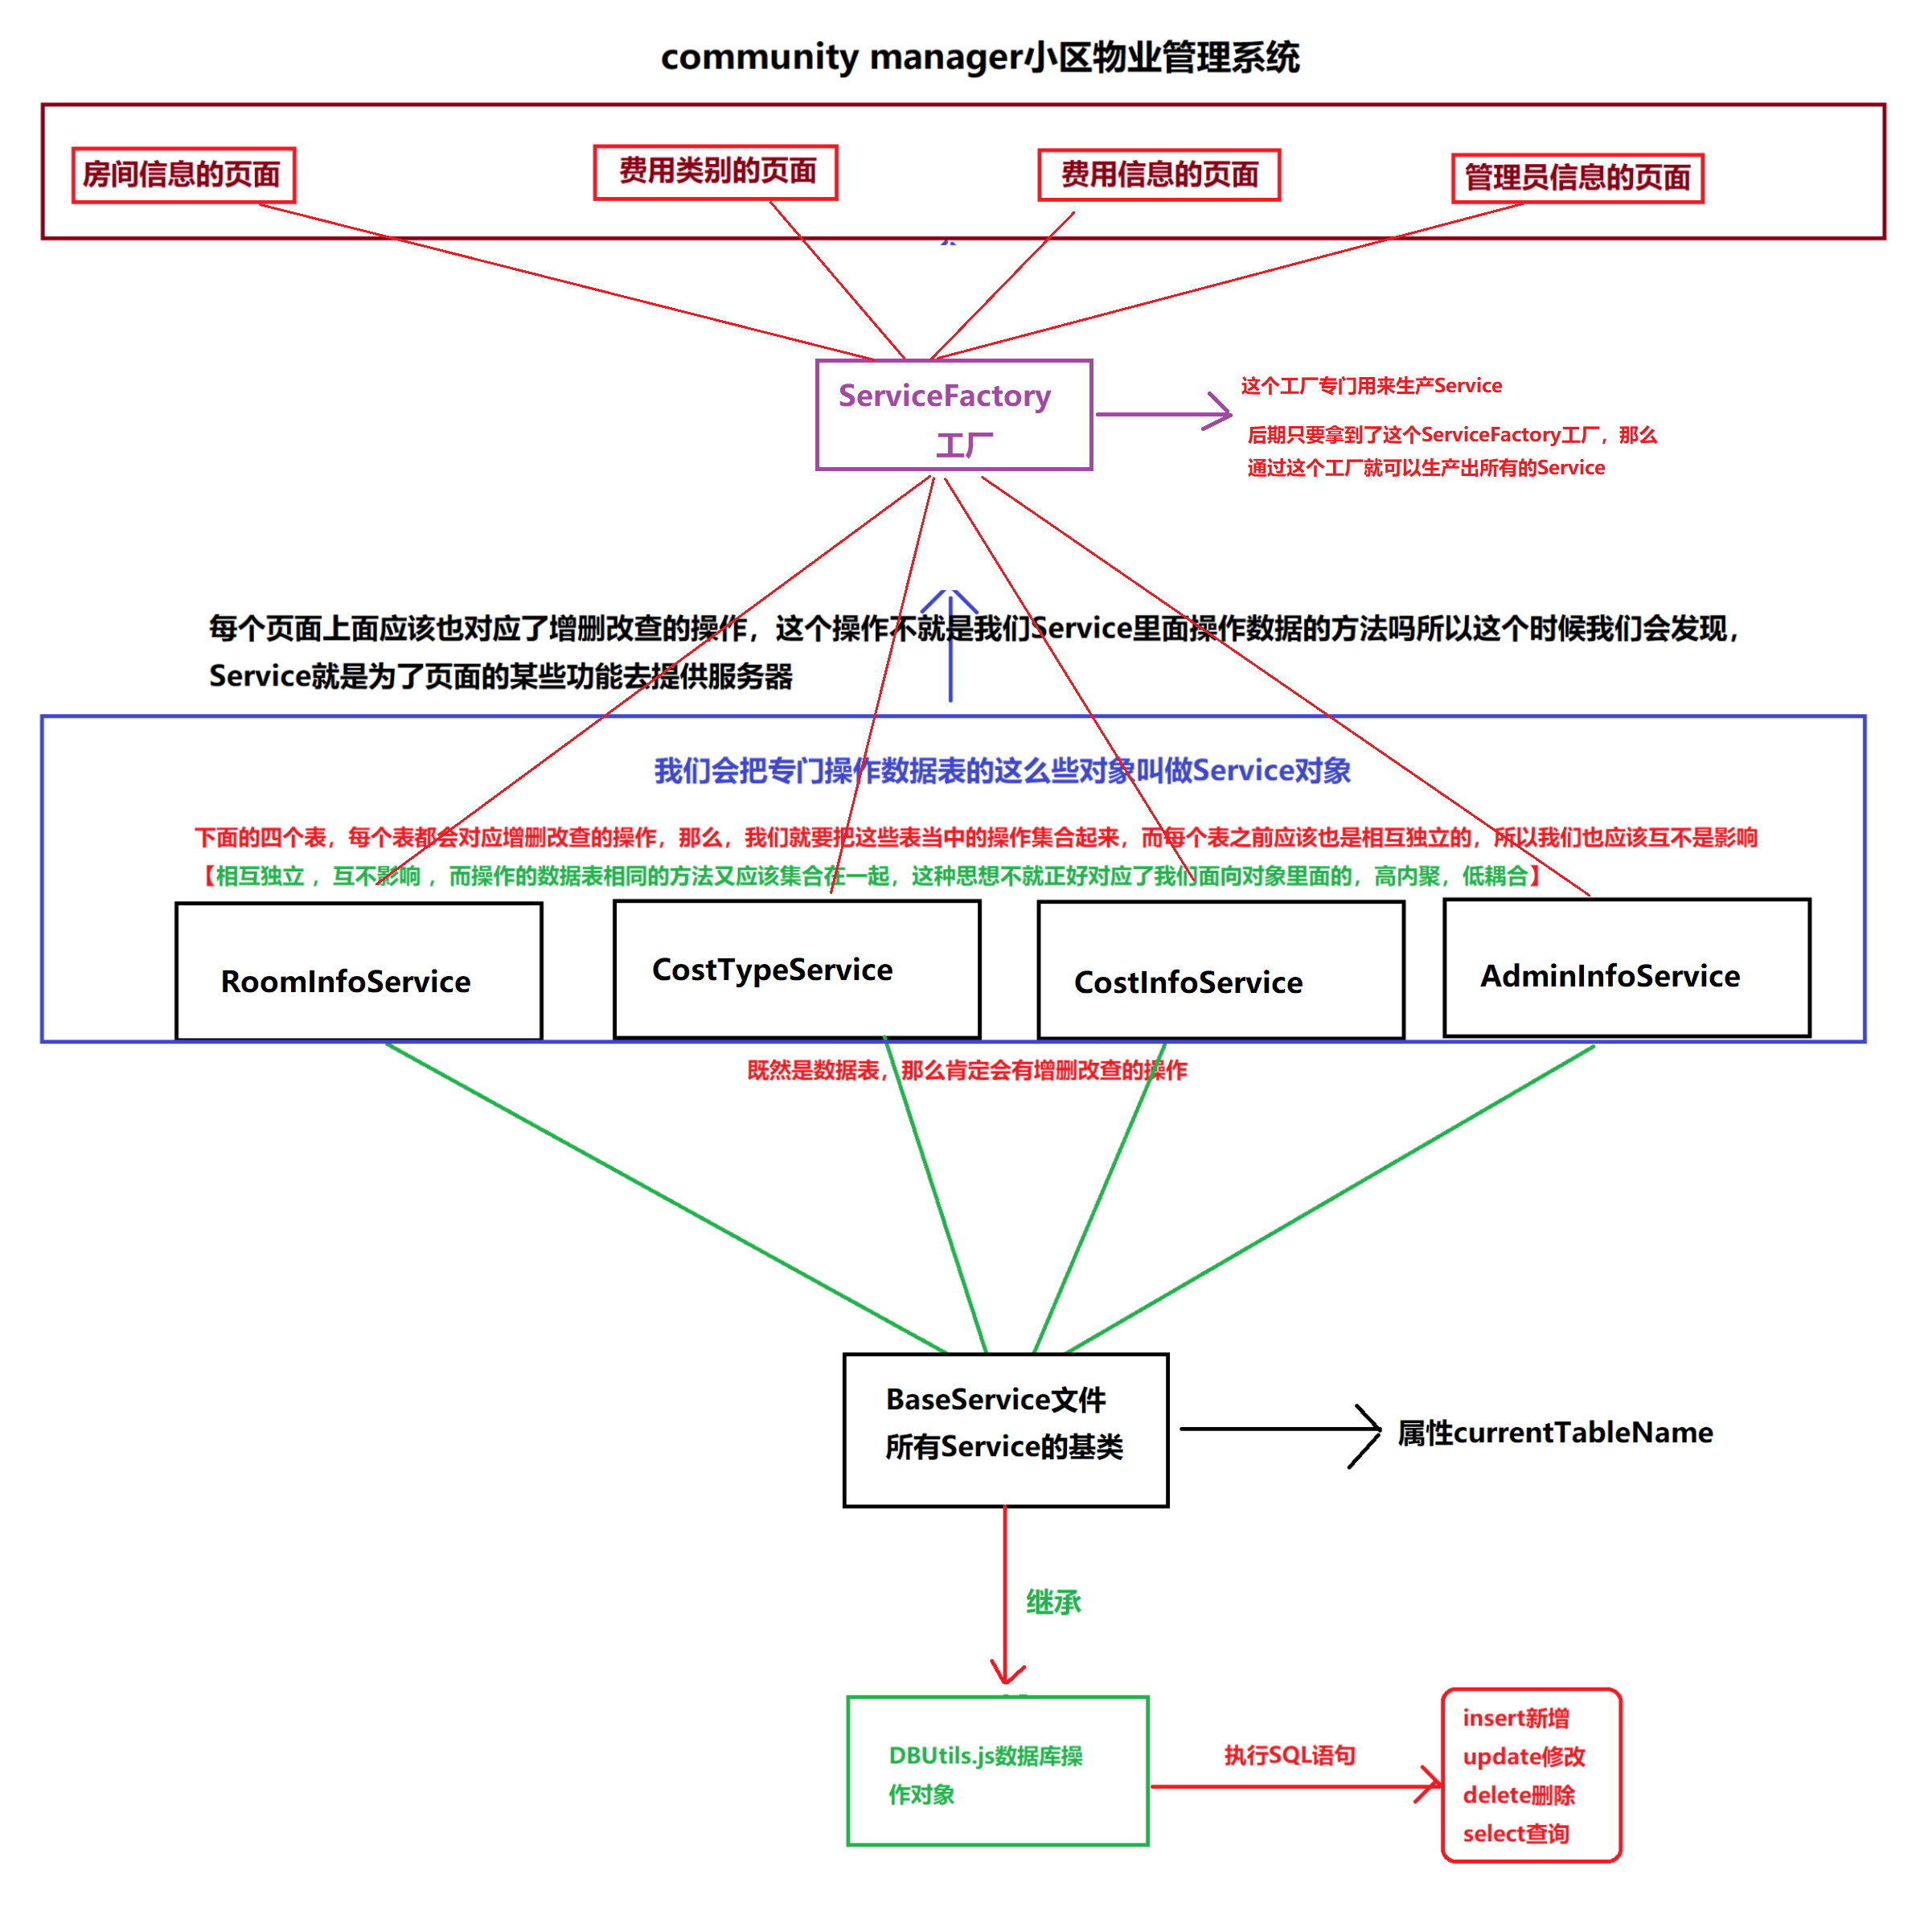 community manager小区物业管理系统
房间信息的页面
费用类别的页面
费用信息的页面
管理员信息的页面
ServiceFactory
工厂
这个工厂专门用来生产Service
后期只要拿到了这个ServiceFactory工厂，那么
通过这个工厂就可以生产出所有的Service
每个页面上面应该也对应了增删改查的操作，这个操作不就是我们Service里面操作数据的方法吗所以这个时候我们会发现，
Service就是为了页面的某些功能去提供服务器
我们会把专门操作数据表的这么些对象叫做Service对象
下面的四个表，每个表都会对应增删改查的操作，那么，我们就要把这些表当中的操作集合起来，而每个表之前应该也是相互独立的，所以我们也应该互不是影响
【相互独立 ，互不影响 ，而操作的数据表相同的方法又应该集合在一起，这种思想不就正好对应了我们面向对象里面的，高内聚，低耦合】
RoomInfoService
CostTypeService
CostInfoService
AdminInfoService
既然是数据表，那么肯定会有增删改查的操作
BaseService文件
所有Service的基类
属性currentTableName
继承
DBUtils.js数据库操
作对象
执行SQL语句
insert新增
update修改
delete删除
select查询